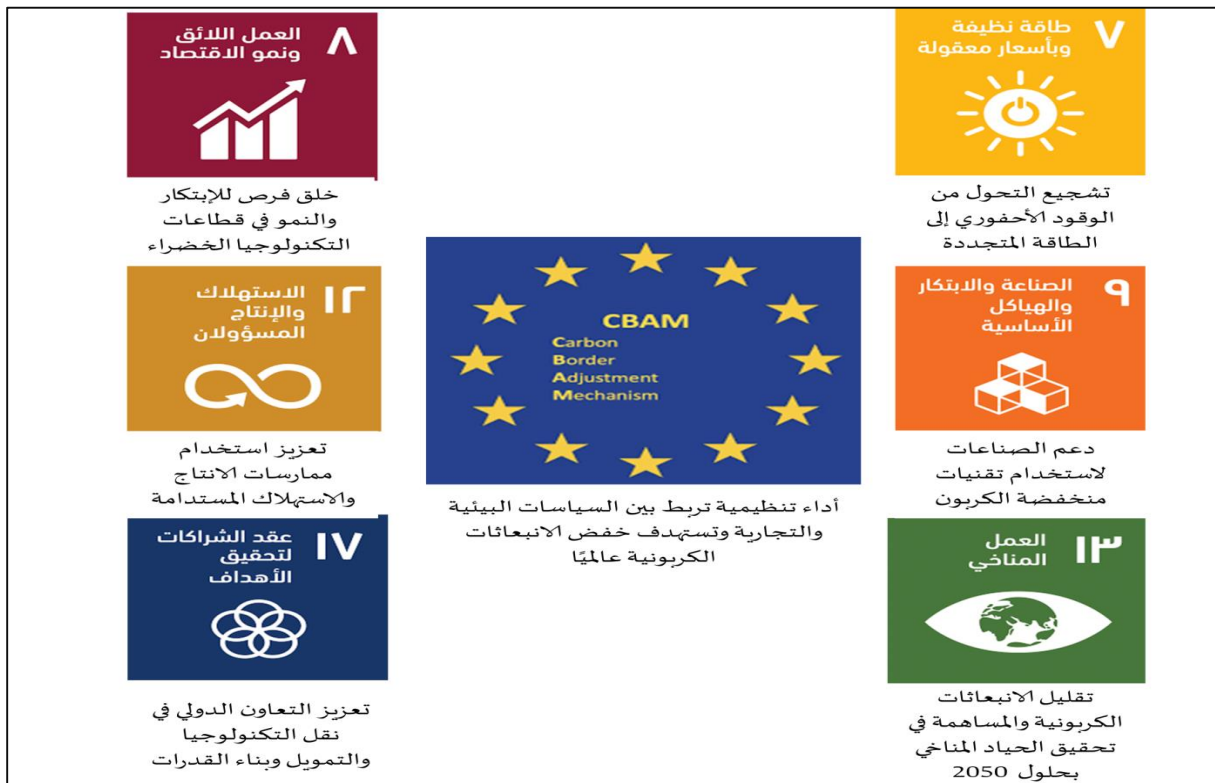 ٧
طاقة نظيفة
وبأسعار معقولة
تشجيع التحول من
الوقود الأحفوري إلى
الطاقة المتجددة
٨
العمل اللائق
ونمو الاقتصاد
خلق فرص للإبتكار
والنمو في قطاعات
التكنولوجيا الخضراء
٩
الصناعة والابتكار
والهياكل
الأساسية
دعم الصناعات
لاستخدام تقنيات
منخفضة الكربون
CBAM
Carbon
Border
Adjustment
Mechanism
أداء تنظيمية تربط بين السياسات البيئية
والتجارية وتستهدف خفض الانبعاثات
الكربونية عالميًا
١٢
الاستهلاك
والإنتاج
المسؤولان
تعزيز استخدام
ممارسات الانتاج
والاستهلاك المستدامة
١٣
العمل
المناخي
تقليل الانبعاثات
الكربونية والمساهمة في
تحقيق الحياد المناخي
بحلول 2050
١٧
عقد الشراكات
لتحقيق
الأهداف
تعزيز التعاون الدولي في
نقل التكنولوجيا
والتمويل وبناء القدرات